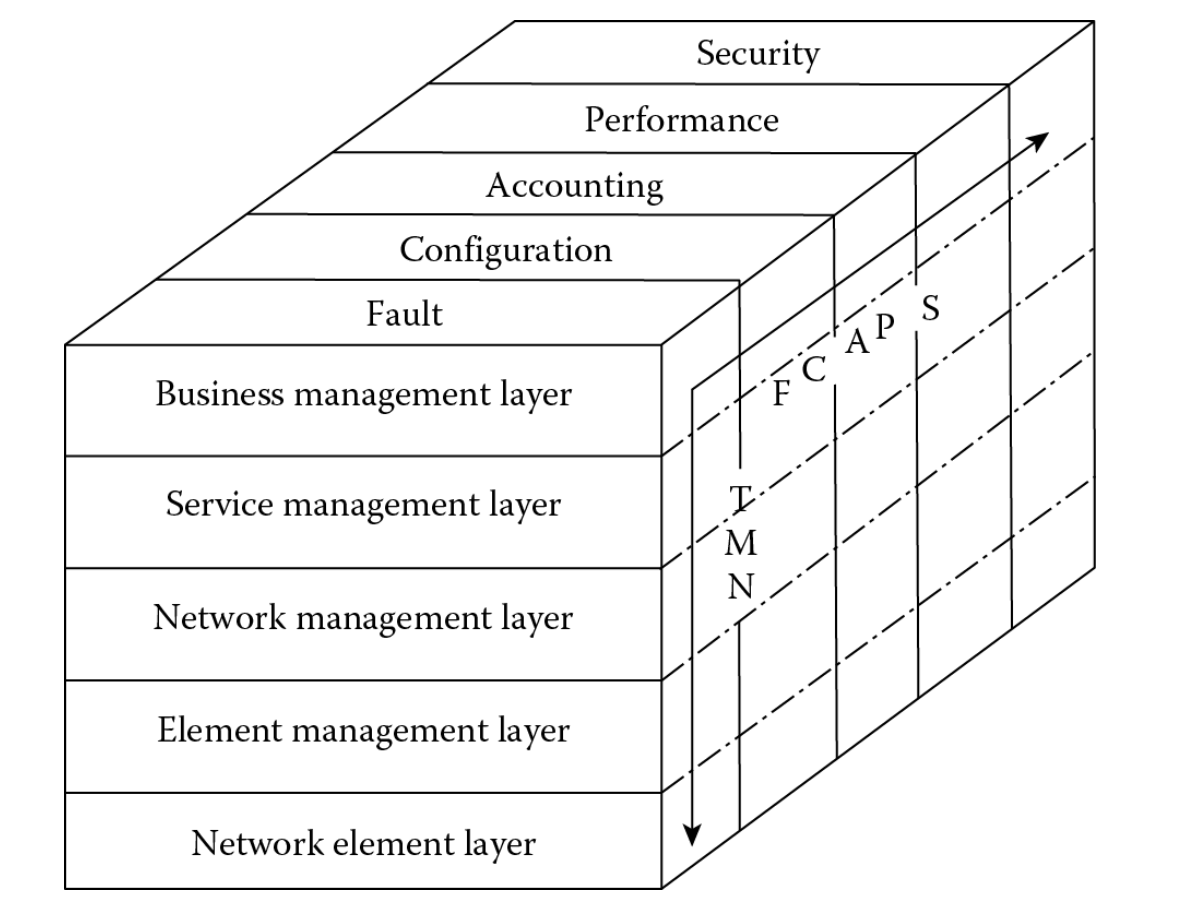 Security
Performance
Accounting
Configuration
Fault
Business management layer
Service management layer
Network management layer
Element management layer
Network element layer
F C A P S
T
M
N